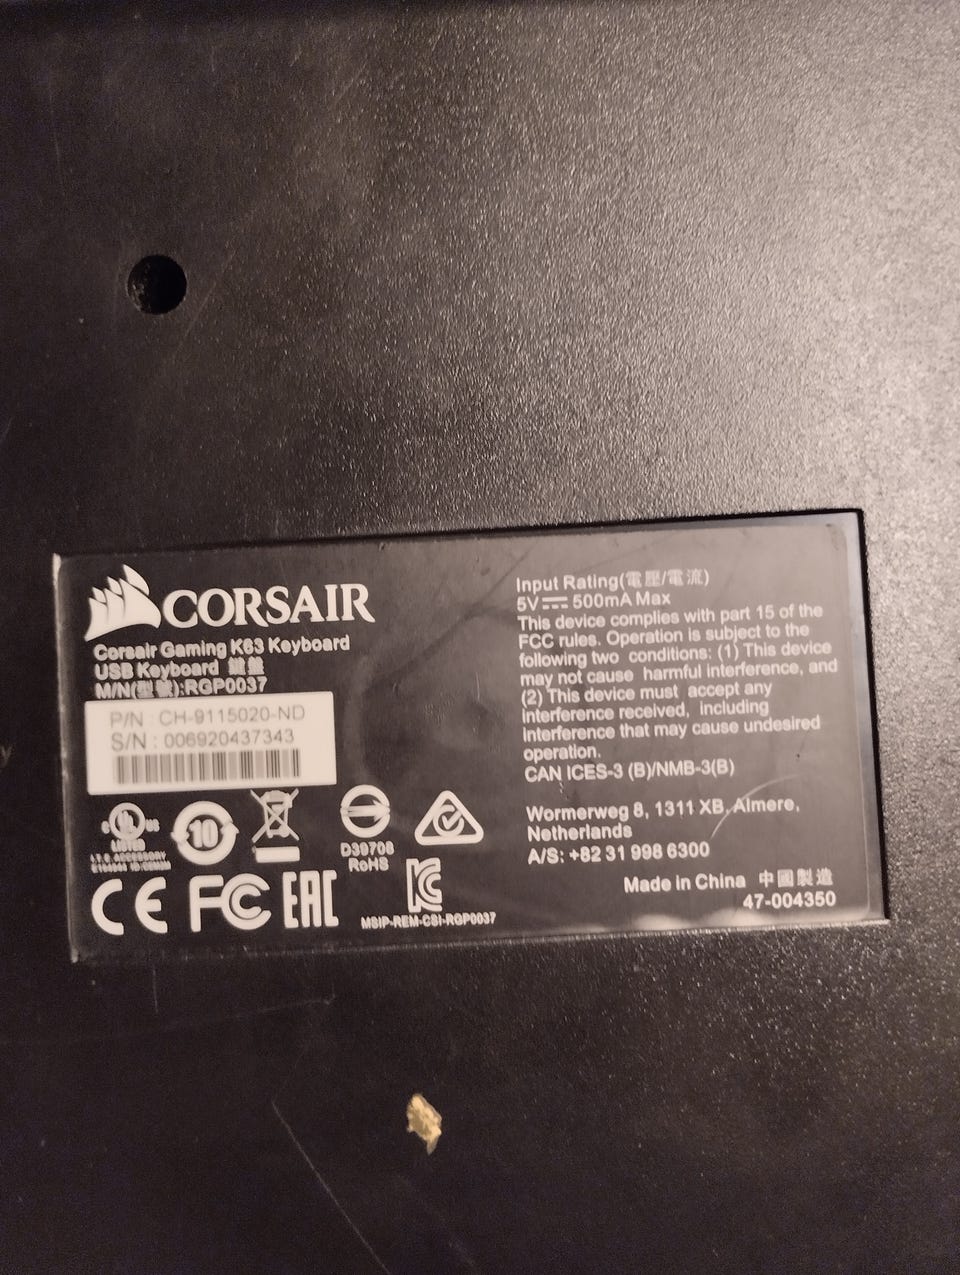 CORSAIR
Corsair Gaming K63 Keyboard
USB Keyboard 鍵盤
M/N(型號):RGP0037
P/N : CH-9115020-ND
S/N : 006920437343
C UL US
LISTED
I.T.E. ACCESSORY
10
D39708
RoHS
CE FC EAC
MSIP-REM-CSI-RGP0037
Input Rating(電壓/電流)
5V 500mA Max
This device complies with part 15 of the
FCC rules. Operation is subject to the
following two conditions: (1) This device
may not cause harmful interference, and
(2) This device must accept any
interference received, including
interference that may cause undesired
operation.
CAN ICES-3 (B)/NMB-3(B)
Wormerweg 8, 1311 XB, Almere,
Netherlands
A/S: +82 31 998 6300
Made in China 中國製造
47-004350